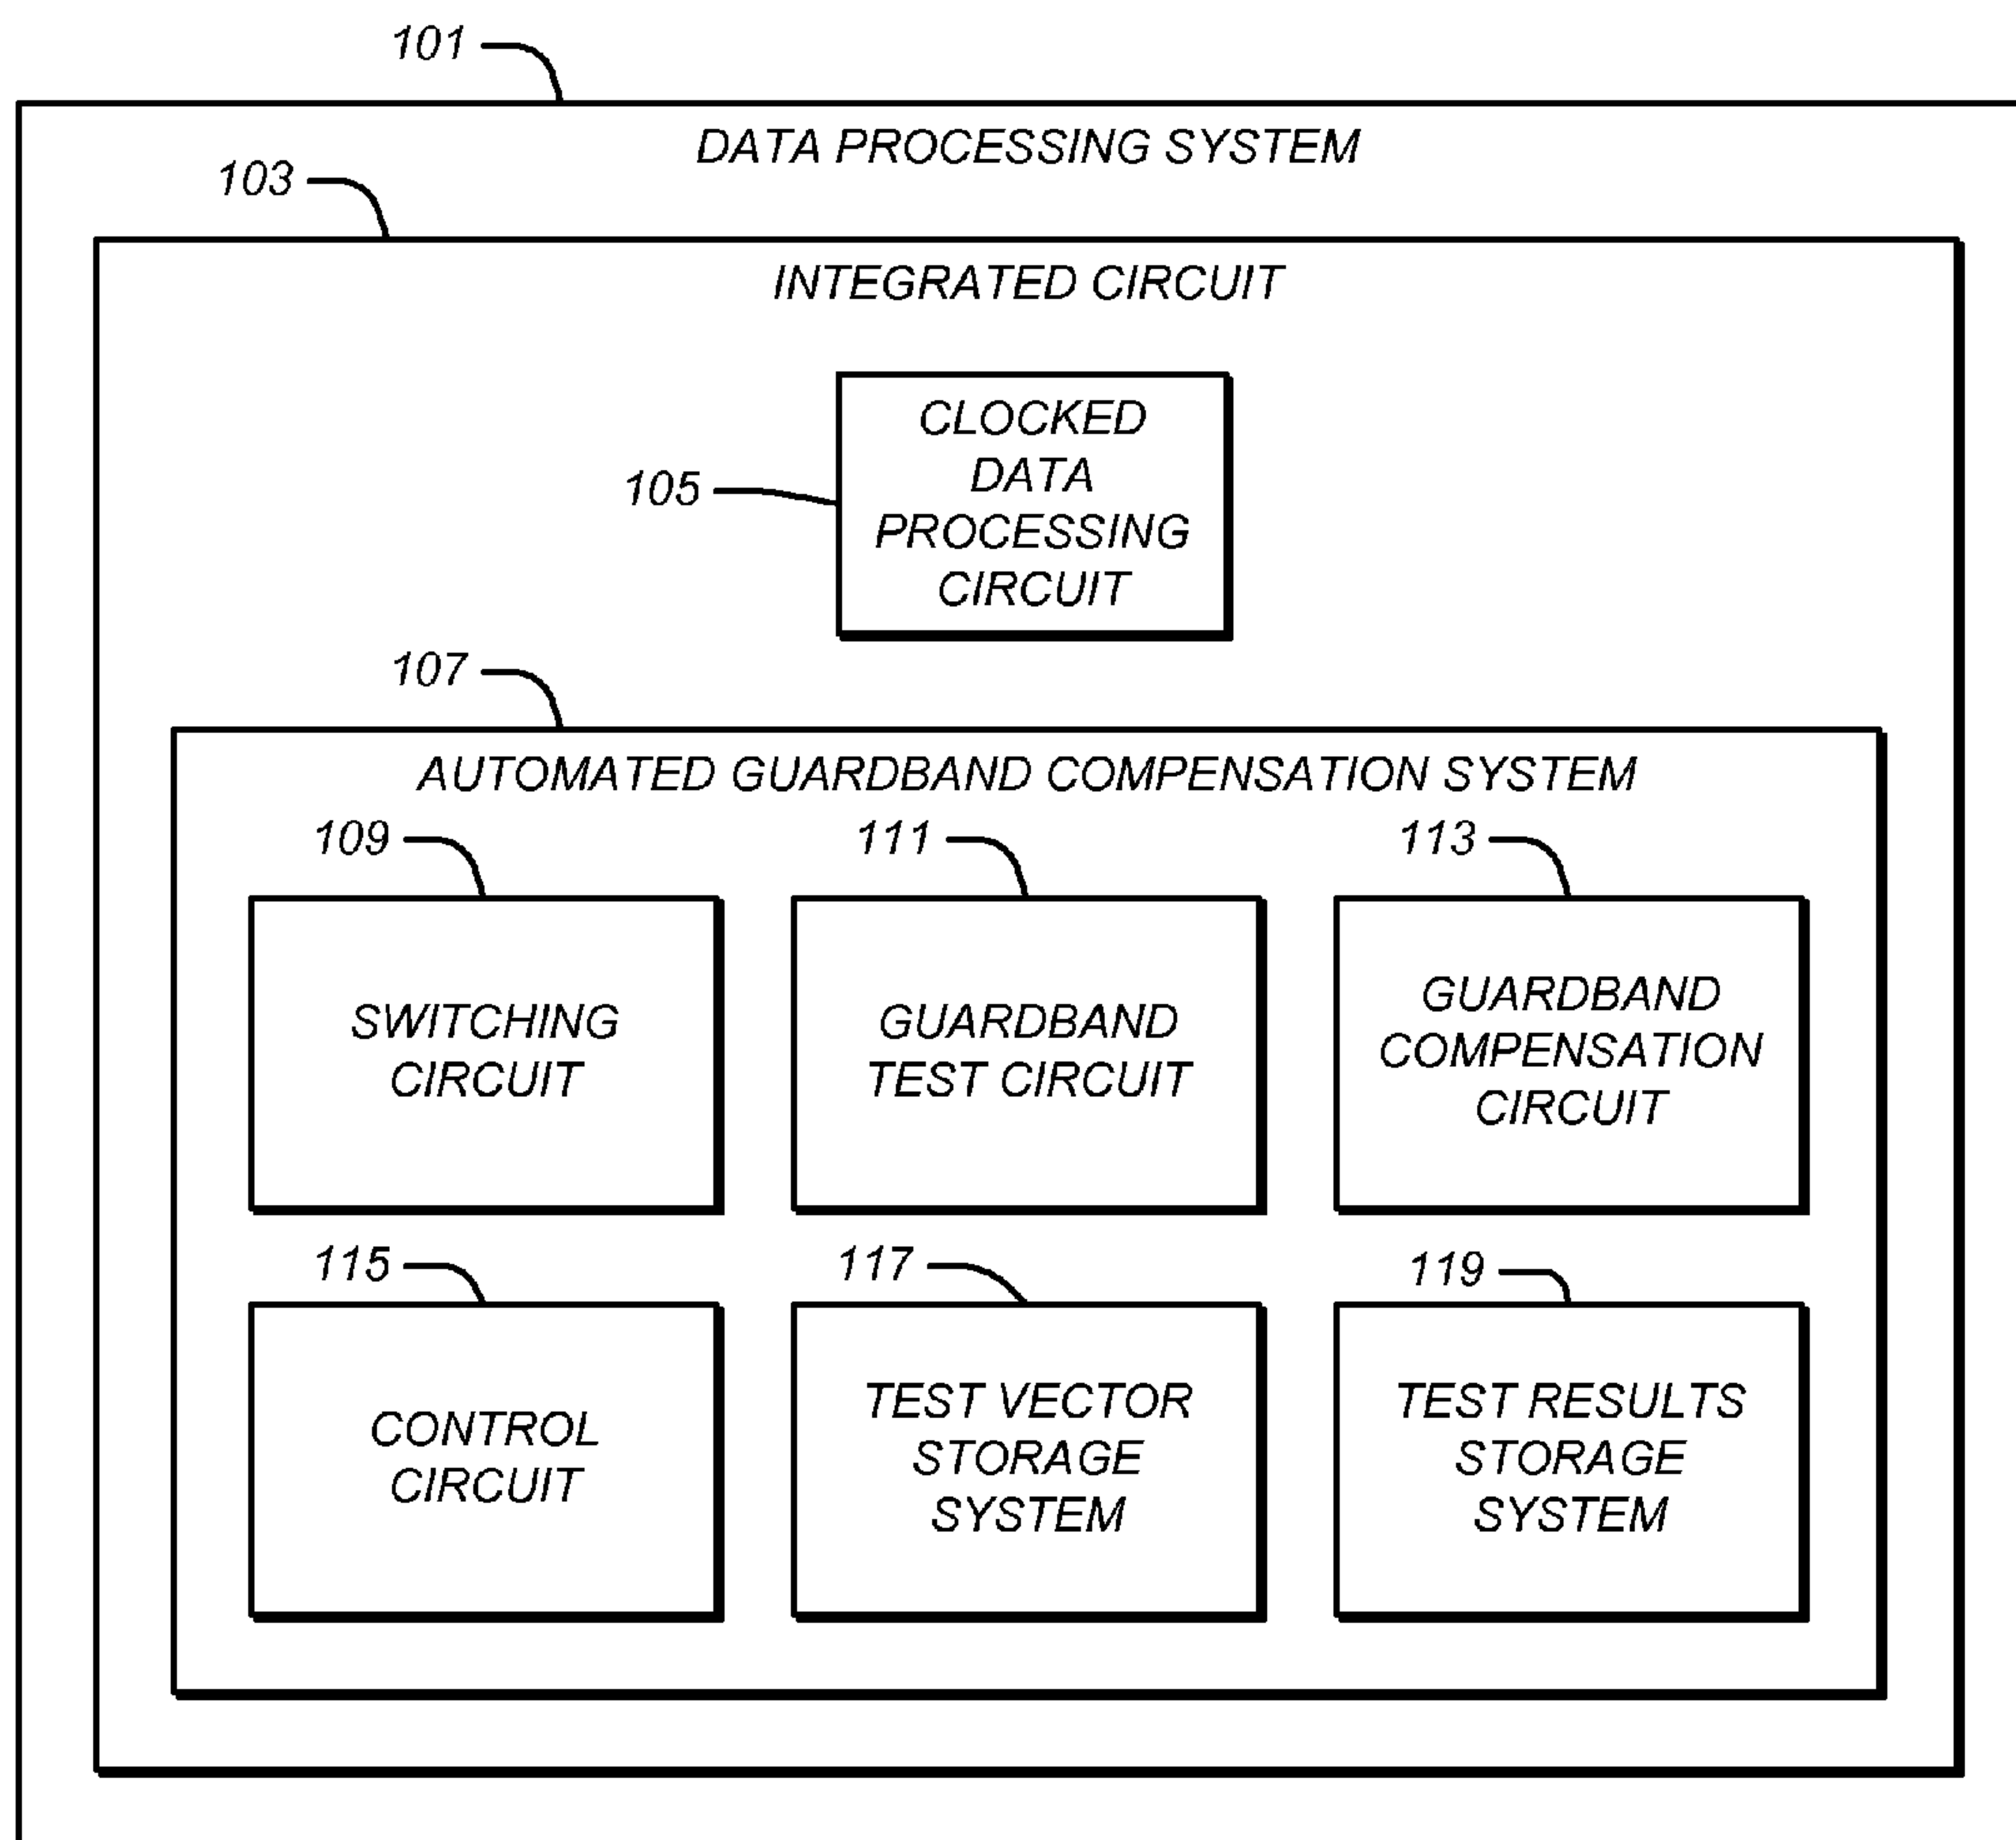 101
DATA PROCESSING SYSTEM
103
INTEGRATED CIRCUIT
105
CLOCKED
DATA
PROCESSING
CIRCUIT
107
AUTOMATED GUARDBAND COMPENSATION SYSTEM
109
SWITCHING
CIRCUIT
111
GUARDBAND
TEST CIRCUIT
113
GUARDBAND
COMPENSATION
CIRCUIT
115
CONTROL
CIRCUIT
117
TEST VECTOR
STORAGE
SYSTEM
119
TEST RESULTS
STORAGE
SYSTEM